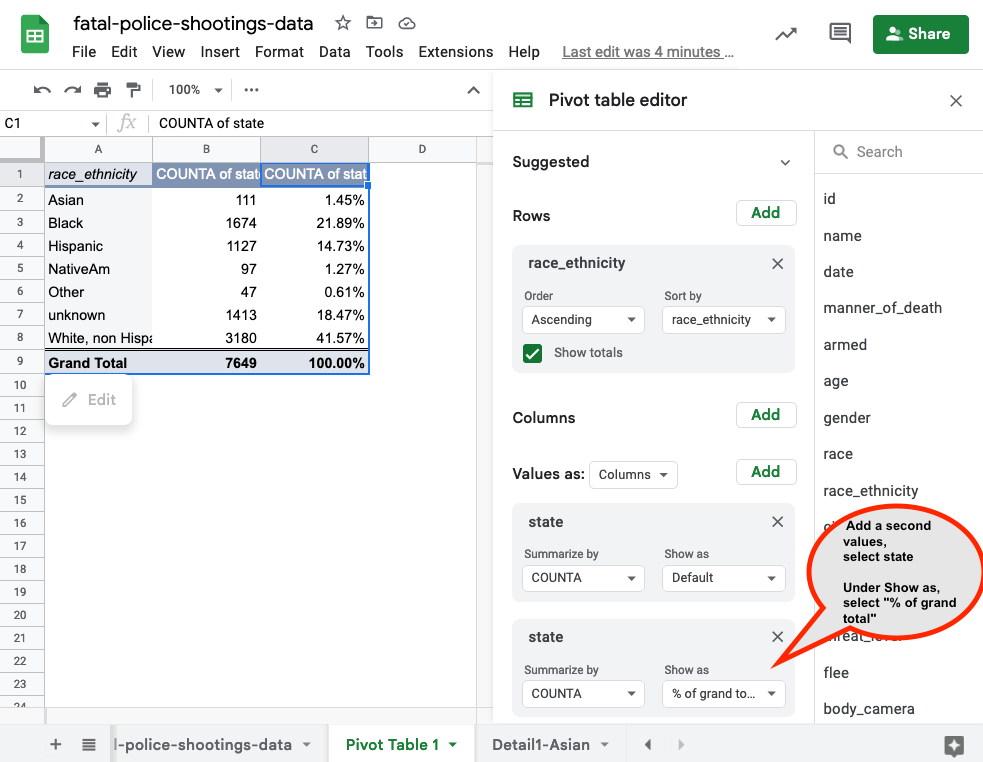 fatal-police-shootings-data
File Edit View Insert Format Data Tools Extensions Help Last edit was 4 minutes …
Share
100%
C1 fx COUNTA of state
A B C D
1 race_ethnicity COUNTA of stat COUNTA of stat
2 Asian 111 1.45%
3 Black 1674 21.89%
4 Hispanic 1127 14.73%
5 NativeAm 97 1.27%
6 Other 47 0.61%
7 unknown 1413 18.47%
8 White, non Hispa 3180 41.57%
9 Grand Total 7649 100.00%
10
Edit
11
12
13
14
15
16
17
18
19
20
21
22
23
24
Pivot table editor
Suggested
Rows Add
race_ethnicity
Order Sort by
Ascending race_ethnicity
Show totals
Columns Add
Values as: Columns Add
state
Summarize by Show as
COUNTA Default
state
Summarize by Show as
COUNTA % of grand to...
Search
id
name
date
manner_of_death
armed
age
gender
race
race_ethnicity
Add a second
values,
select state
Under Show as,
select "% of grand
total"
threat_level
flee
body_camera
l-police-shootings-data Pivot Table 1 Detail1-Asian